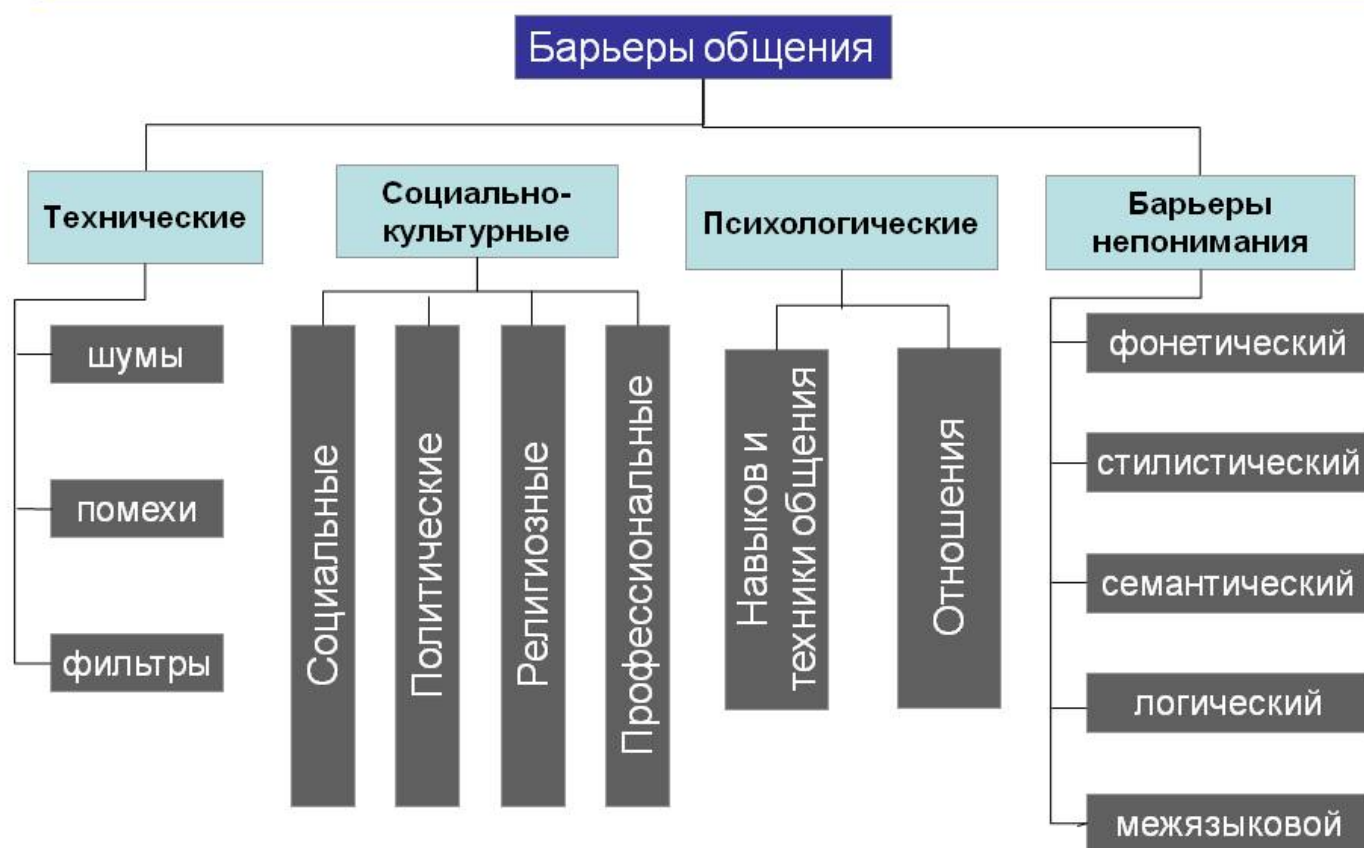 Барьеры общения
Технические
шумы
помехи
фильтры
Социально-
культурные
Социальные
Политические
Религиозные
Профессиональные
Психологические
Навыков и
техники общения
Отношения
Барьеры
непонимания
фонетический
стилистический
семантический
логический
межязыковой